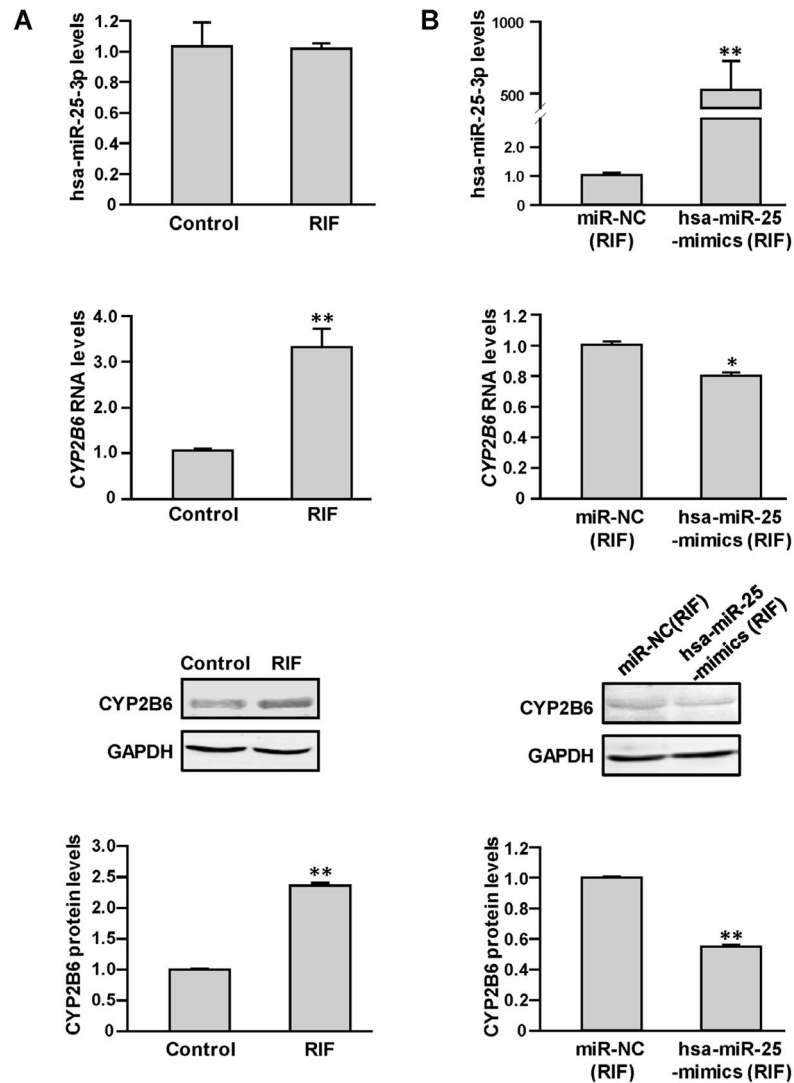 A
hsa-miR-25-3p levels
1.2
1.0
0.8
0.6
0.4
0.2
0
Control RIF
B
hsa-miR-25-3p levels
1000
500
2.0
1.0
0
**
miR-NC hsa-miR-25
(RIF) -mimics (RIF)
CYP2B6 RNA levels
4.0
3.0
2.0
1.0
0
**
Control RIF
CYP2B6 RNA levels
1.2
1.0
0.8
0.6
0.4
0.2
0
*
miR-NC hsa-miR-25
(RIF) -mimics (RIF)
Control RIF
CYP2B6
GAPDH
miR-NC(RIF)
hsa-miR-25
-mimics (RIF)
CYP2B6
GAPDH
CYP2B6 protein levels
3.0
2.5
2.0
1.5
1.0
0.5
0
**
Control RIF
CYP2B6 protein levels
1.2
1.0
0.8
0.6
0.4
0.2
0
**
miR-NC hsa-miR-25
(RIF) -mimics (RIF)